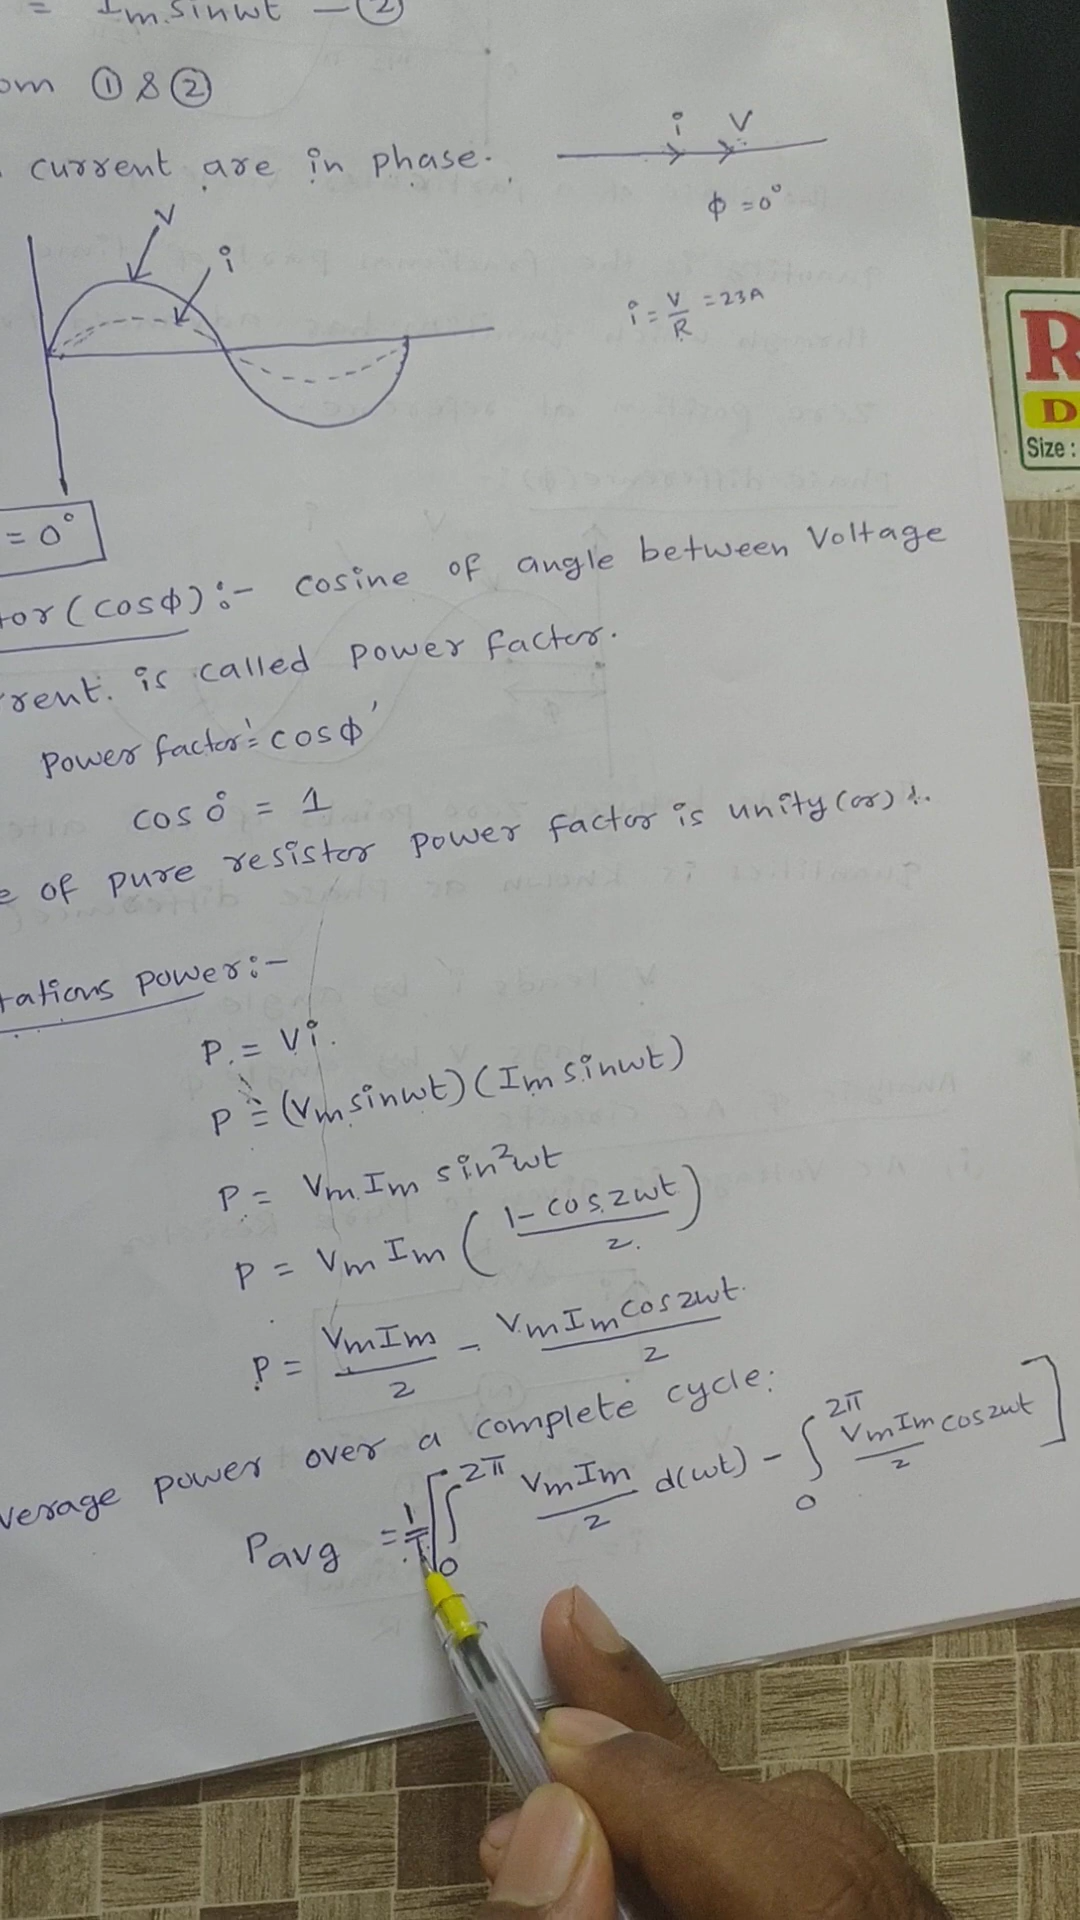 = Im sinwt — ②
om ① & ②
current are in phase.
i V
ϕ = 0°
V
i
i = V/R = 23A
= 0°
tor (cosϕ) :- cosine of angle between Voltage
rent. is called power factor.
Power factor = cosϕ
cos 0° = 1
e of pure resistor power factor is unity (or) 1.
tations power :-
P = Vi.
P = (Vm sinwt) (Im sinwt)
P = Vm Im sin²wt
P = Vm Im (1 - cos 2wt / 2)
P = VmIm/2 - VmIm cos2wt/2
verage power over a complete cycle:
Pavg = 1/T [∫₀^2π VmIm/2 d(wt) - ∫₀^2π VmIm/2 cos2wt]
R
D
Size :